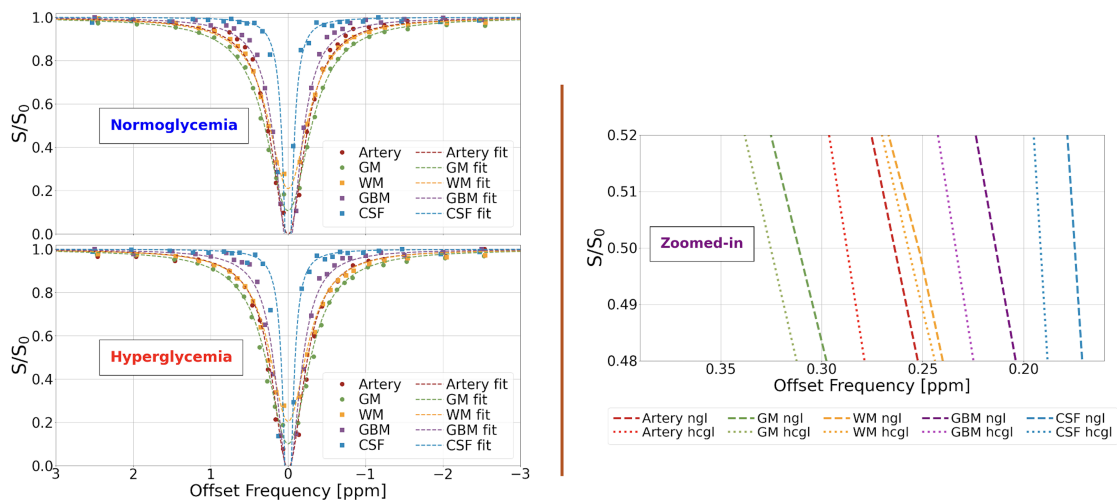 1.0
0.8
0.6
0.4
0.2
0.0
S/S0
Normoglycemia
Artery Artery fit
GM GM fit
WM WM fit
GBM GBM fit
CSF CSF fit
1.0
0.8
0.6
0.4
0.2
0.0
S/S0
Hyperglycemia
Artery Artery fit
GM GM fit
WM WM fit
GBM GBM fit
CSF CSF fit
3 2 1 0 −1 −2 −3
Offset Frequency [ppm]
0.52
0.51
0.50
0.49
0.48
S/S0
Zoomed-in
0.35 0.30 0.25 0.20
Offset Frequency [ppm]
Artery ngl GM ngl WM ngl GBM ngl CSF ngl
Artery hcgl GM hcgl WM hcgl GBM hcgl CSF hcgl